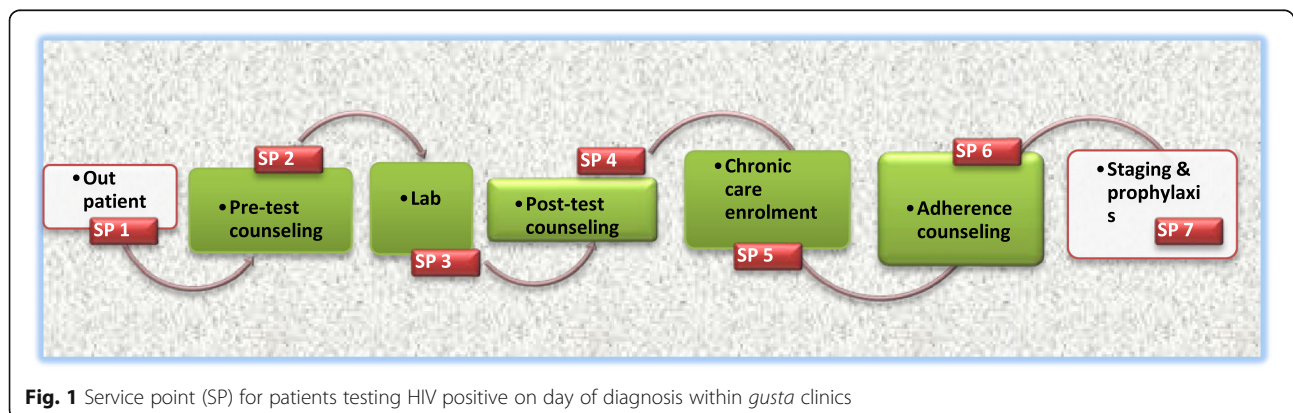 •Out
patient
SP 1
SP 2
•Pre-test
counseling
•Lab
SP 3
SP 4
•Post-test
counseling
•Chronic
care
enrolment
SP 5
SP 6
•Adherence
counseling
•Staging &
prophylaxi
s
SP 7
Fig. 1 Service point (SP) for patients testing HIV positive on day of diagnosis within gusta clinics